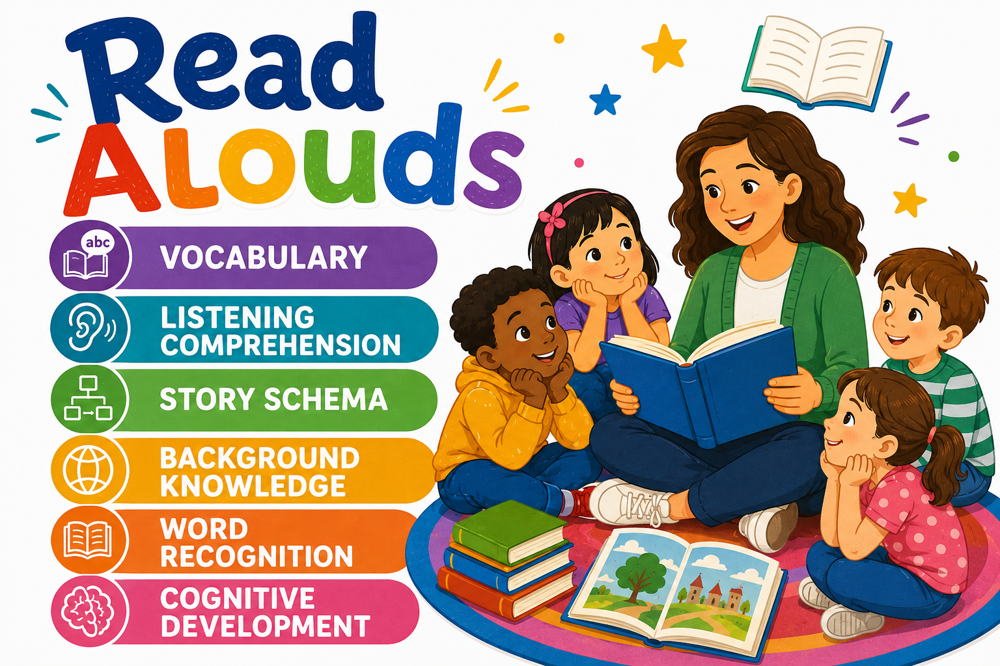 Read
ALouds
abc
VOCABULARY
LISTENING
COMPREHENSION
STORY SCHEMA
BACKGROUND
KNOWLEDGE
WORD
RECOGNITION
COGNITIVE
DEVELOPMENT